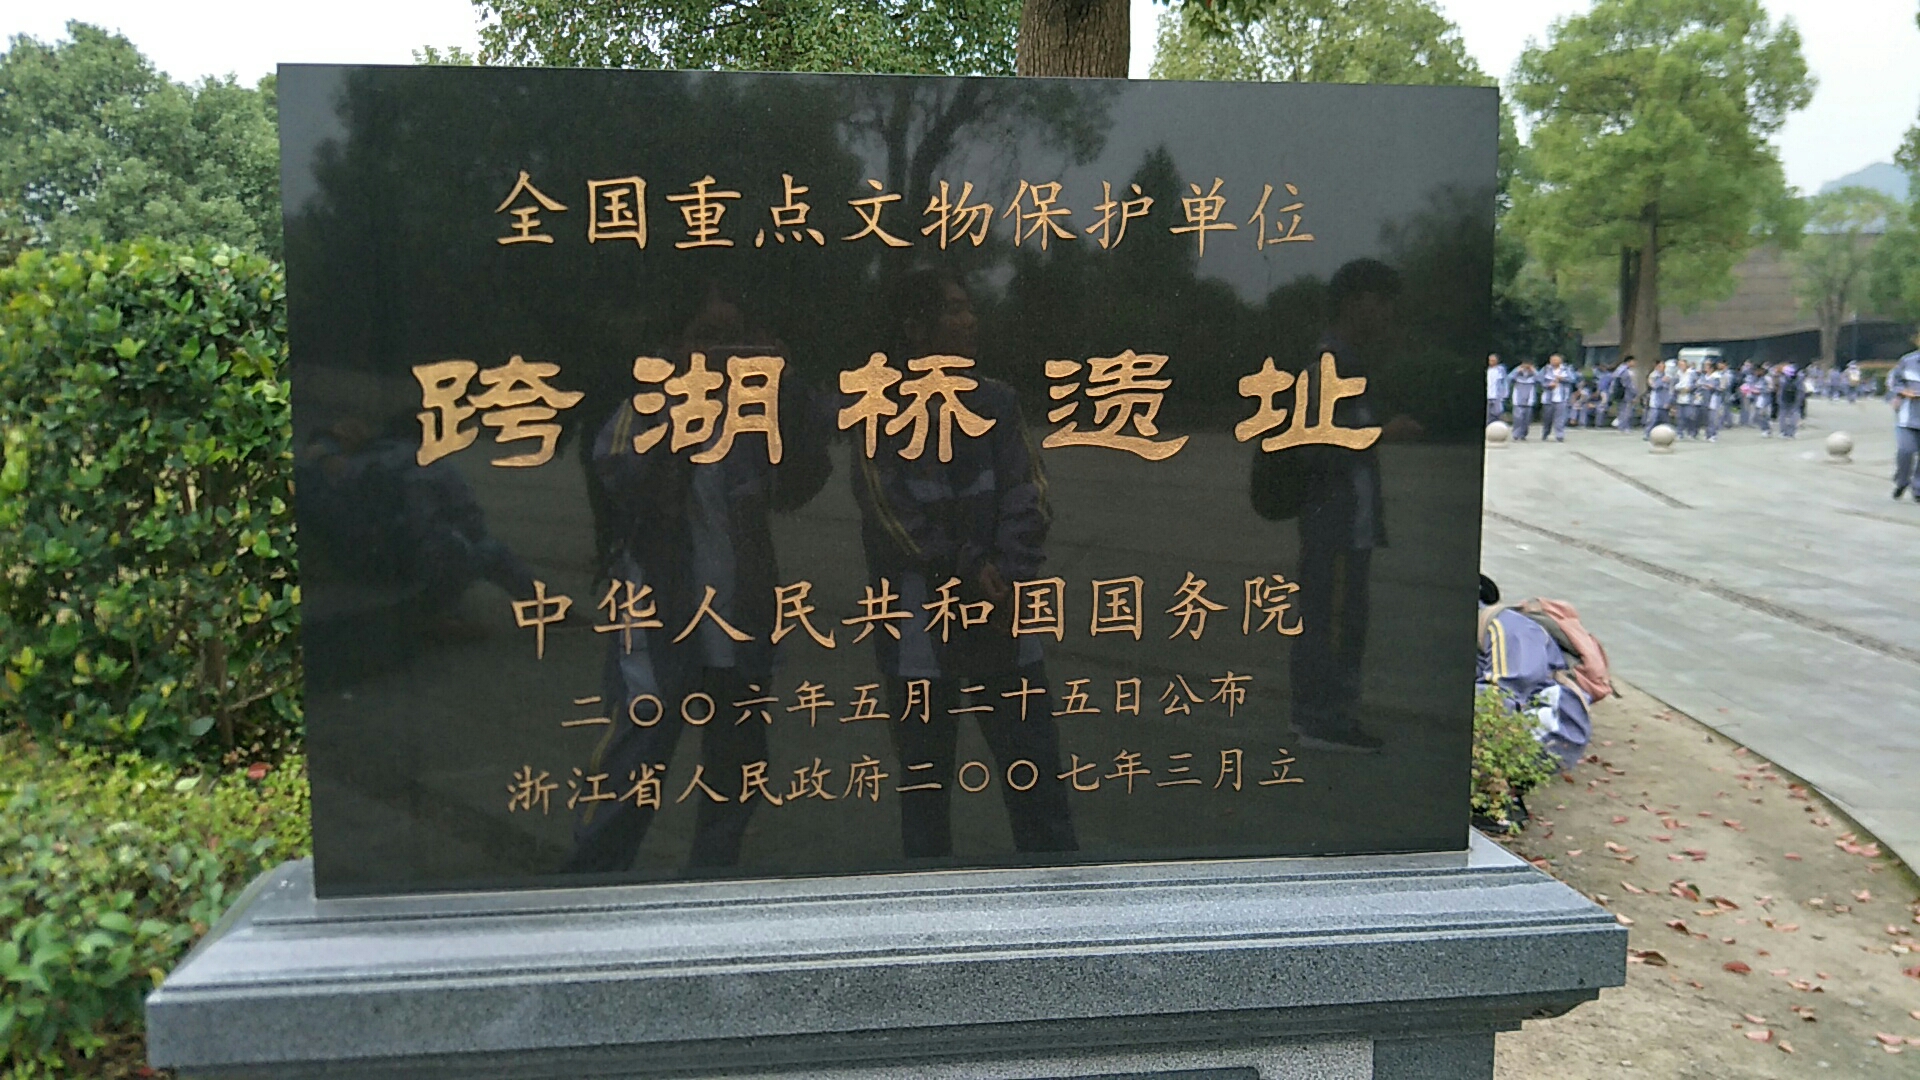 全国重点文物保护单位
跨湖桥遗址
中华人民共和国国务院
二〇〇六年五月二十五日公布
浙江省人民政府二〇〇七年三月立